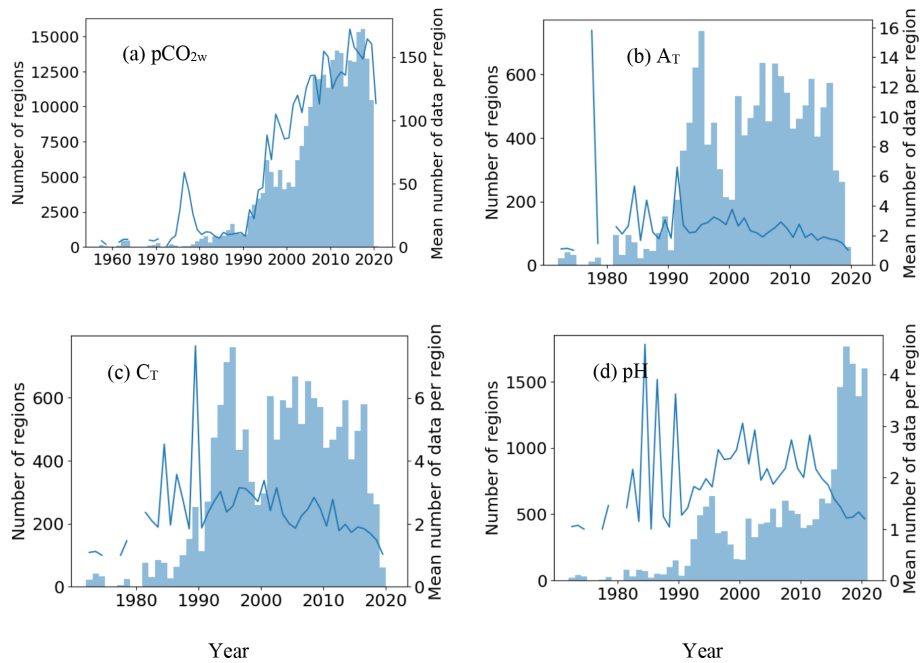 (a) pCO2w
Number of regions
15000
12500
10000
7500
5000
2500
0
1960 1970 1980 1990 2000 2010 2020
150
100
50
0
Mean number of data per region
(b) AT
Number of regions
600
400
200
0
1980 1990 2000 2010 2020
16
14
12
10
8
6
4
2
0
Mean number of data per region
(c) CT
Number of regions
600
400
200
0
1980 1990 2000 2010 2020
6
4
2
0
Mean number of data per region
(d) pH
Number of regions
1500
1000
500
0
1980 1990 2000 2010 2020
4
3
2
1
0
Mean number of data per region
Year Year